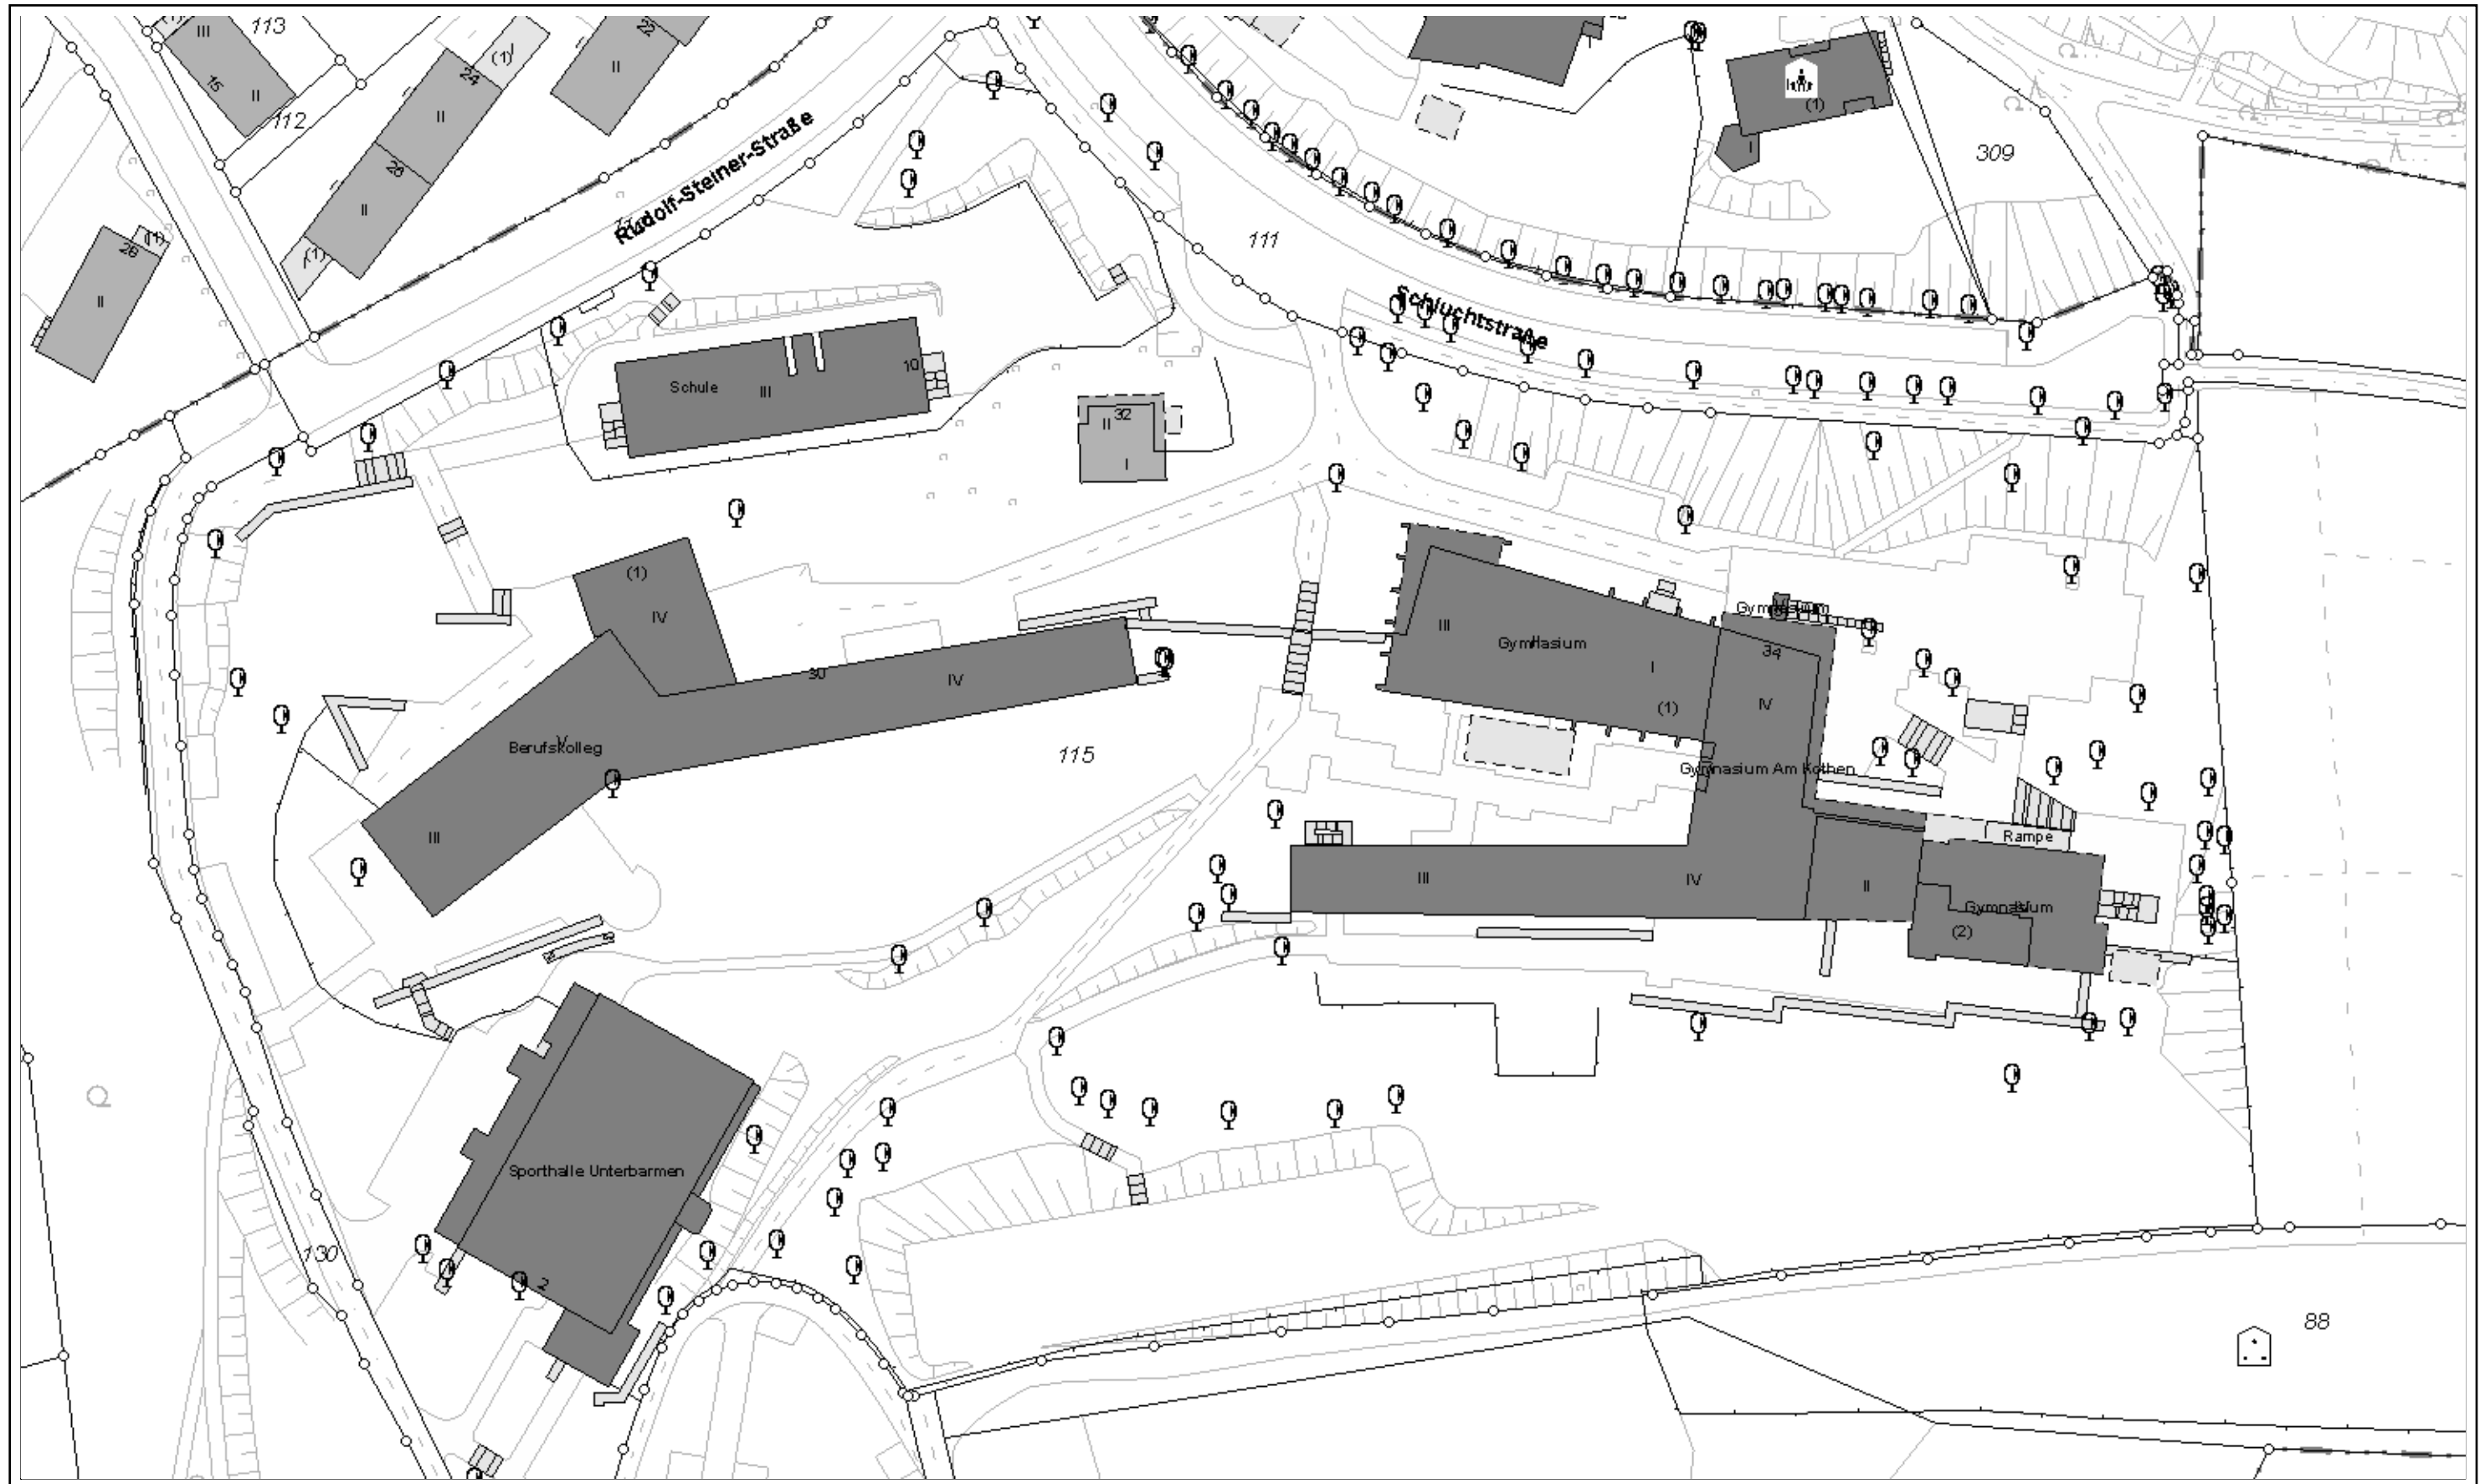 III
113
(1)
24
22
II
15
II
II
(1)
112
309
28
II
26
II
(1)
(1)
II
Rudolf-Steiner-Straße
111
I
Schluchtstraße
Schule
III
10
32
II
I
(1)
IV
Gymnasium
III
Gymnasium
I
34
30
IV
(1)
IV
Berufskolleg
V
115
Gymnasium Am Kothen
III
Rampe
III
IV
II
Gymnasium
(2)
Sporthalle Unterbarmen
130
2
88